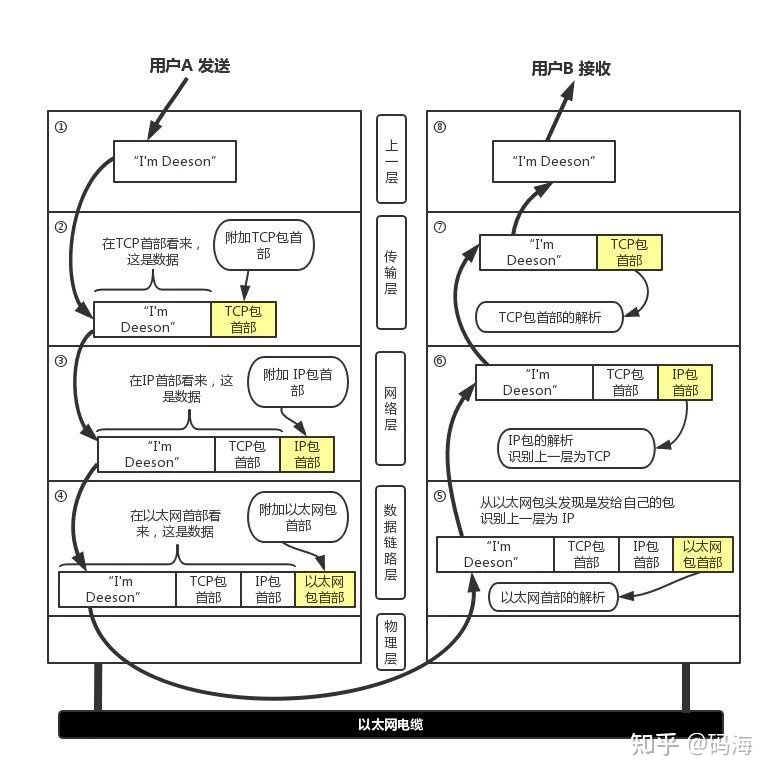 用户A 发送
用户B 接收
①
“I'm Deeson”
上
一
层
⑧
“I'm Deeson”
②
在TCP首部看来，
这是数据
附加TCP包首
部
“I'm
Deeson”
TCP包
首部
传
输
层
⑦
“I'm
Deeson”
TCP包
首部
TCP包首部的解析
③
在IP首部看来，这
是数据
附加 IP包首
部
“I'm
Deeson”
TCP包
首部
IP包
首部
网
络
层
⑥
“I'm
Deeson”
TCP包
首部
IP包
首部
IP包的解析
识别上一层为TCP
④
在以太网首部看
来，这是数据
附加以太网包
首部
“I'm
Deeson”
TCP包
首部
IP包
首部
以太网
包首部
数
据
链
路
层
⑤
从以太网包头发现是发给自己的包
识别上一层为 IP
“I'm
Deeson”
TCP包
首部
IP包
首部
以太网
包首部
以太网首部的解析
物
理
层
以太网电缆
知乎 @码海